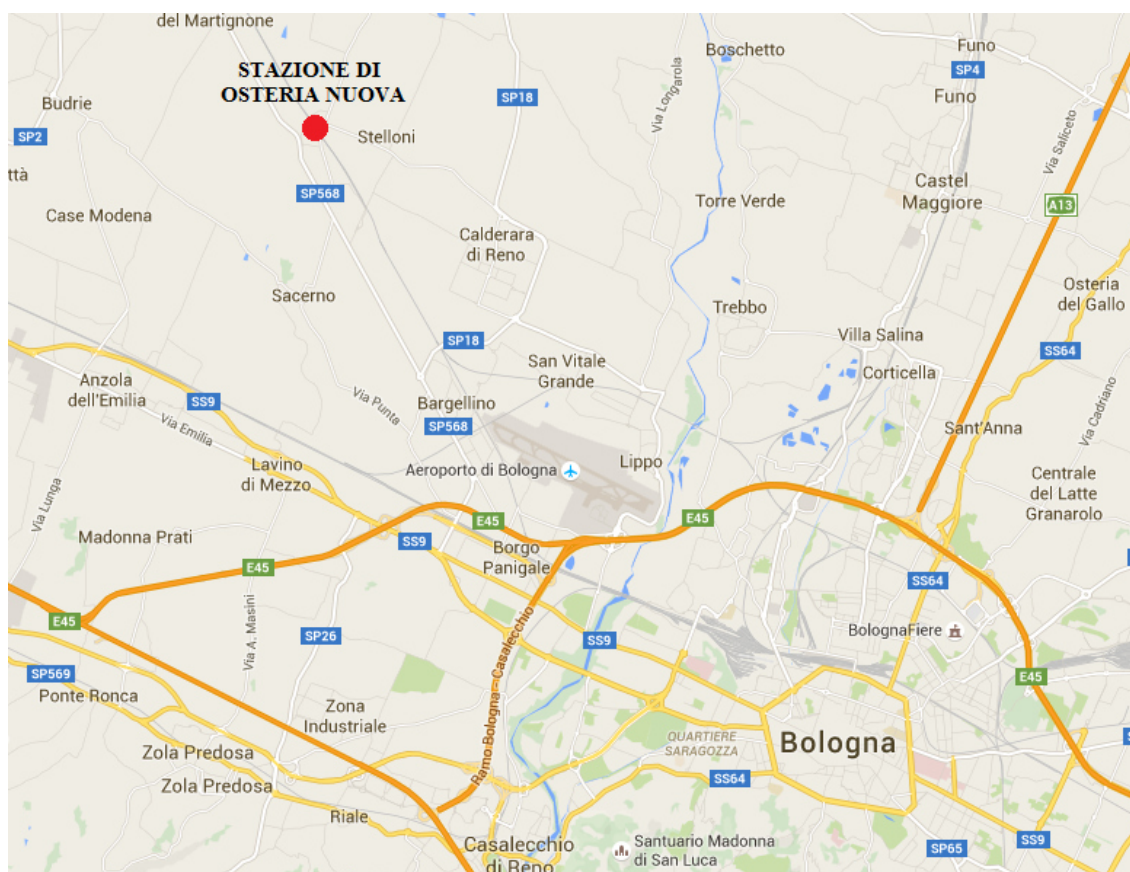 del Martignone
STAZIONE DI
OSTERIA NUOVA
Boschetto
Funo
SP4
Funo
Budrie
SP18
Via Longarola
Via Saliceto
SP2
Stelloni
ttà
SP568
Castel
Maggiore
Torre Verde
A13
Case Modena
Calderara
di Reno
Sacerno
Osteria
del Gallo
Trebbo
SP18
Villa Salina
SS64
San Vitale
Grande
Corticella
Anzola
dell'Emilia
SS9
Via Punta
Bargellino
Via Cadriano
Via Emilia
SP568
Sant'Anna
Lavino
di Mezzo
Aeroporto di Bologna
Lippo
Centrale
del Latte
Granarolo
Via Lunga
E45
E45
Madonna Prati
SS9
Borgo
Panigale
E45
SS64
E45
Via A. Masini
SP26
SS9
BolognaFiere
SP569
Ponte Ronca
E45
Ramo Bologna - Casalecchio
Zona
Industriale
QUARTIERE
SARAGOZZA
Bologna
Zola Predosa
Zola Predosa
SS64
Riale
Casalecchio
di Reno
Santuario Madonna
di San Luca
SP65
SS9